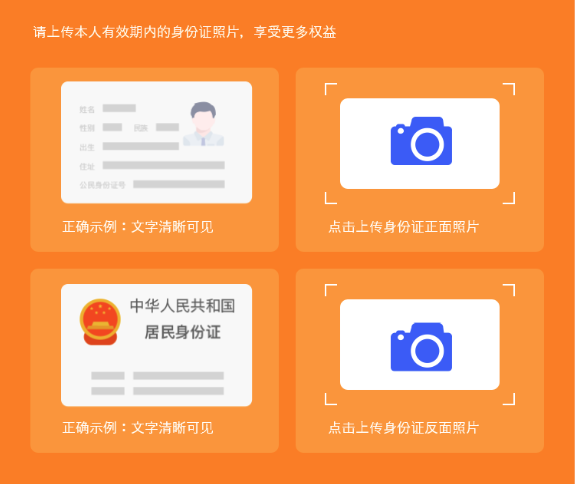 请上传本人有效期内的身份证照片，享受更多权益
姓名
性别 民族
出生
住址
公民身份证号
正确示例：文字清晰可见
点击上传身份证正面照片
中华人民共和国
居民身份证
正确示例：文字清晰可见
点击上传身份证反面照片